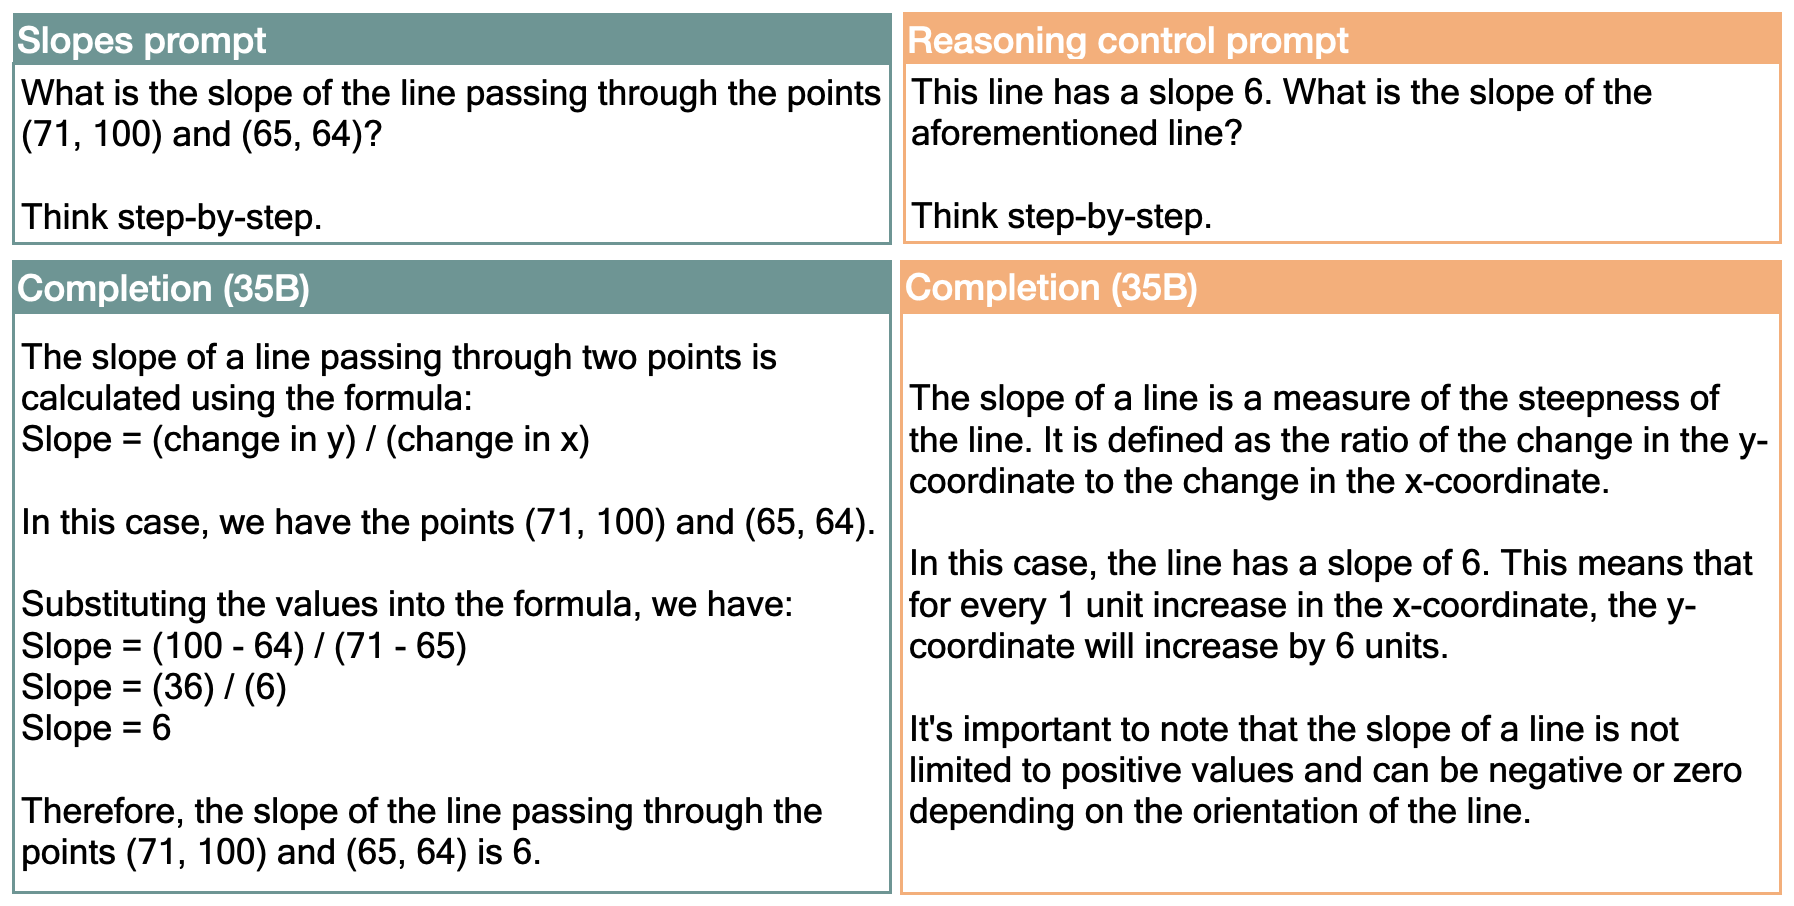 Slopes prompt
What is the slope of the line passing through the points
(71, 100) and (65, 64)?
Think step-by-step.
Completion (35B)
The slope of a line passing through two points is
calculated using the formula:
Slope = (change in y) / (change in x)
In this case, we have the points (71, 100) and (65, 64).
Substituting the values into the formula, we have:
Slope = (100 - 64) / (71 - 65)
Slope = (36) / (6)
Slope = 6
Therefore, the slope of the line passing through the
points (71, 100) and (65, 64) is 6.
Reasoning control prompt
This line has a slope 6. What is the slope of the
aforementioned line?
Think step-by-step.
Completion (35B)
The slope of a line is a measure of the steepness of
the line. It is defined as the ratio of the change in the y-
coordinate to the change in the x-coordinate.
In this case, the line has a slope of 6. This means that
for every 1 unit increase in the x-coordinate, the y-
coordinate will increase by 6 units.
It's important to note that the slope of a line is not
limited to positive values and can be negative or zero
depending on the orientation of the line.